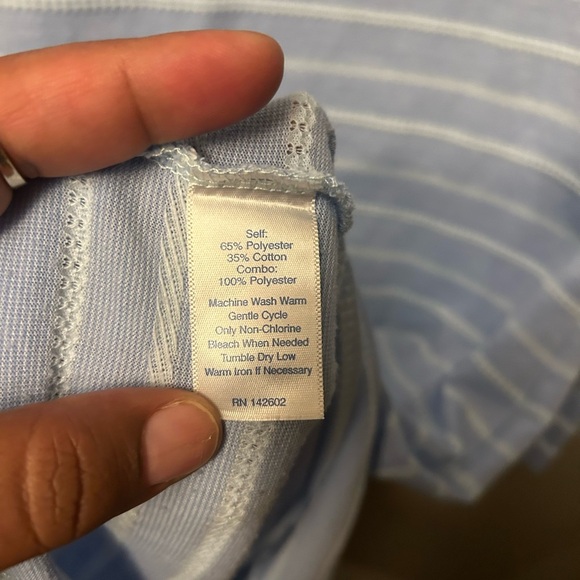 Self:
65% Polyester
35% Cotton
Combo:
100% Polyester
Machine Wash Warm
Gentle Cycle
Only Non-Chlorine
Bleach When Needed
Tumble Dry Low
Warm Iron If Necessary
RN 142602